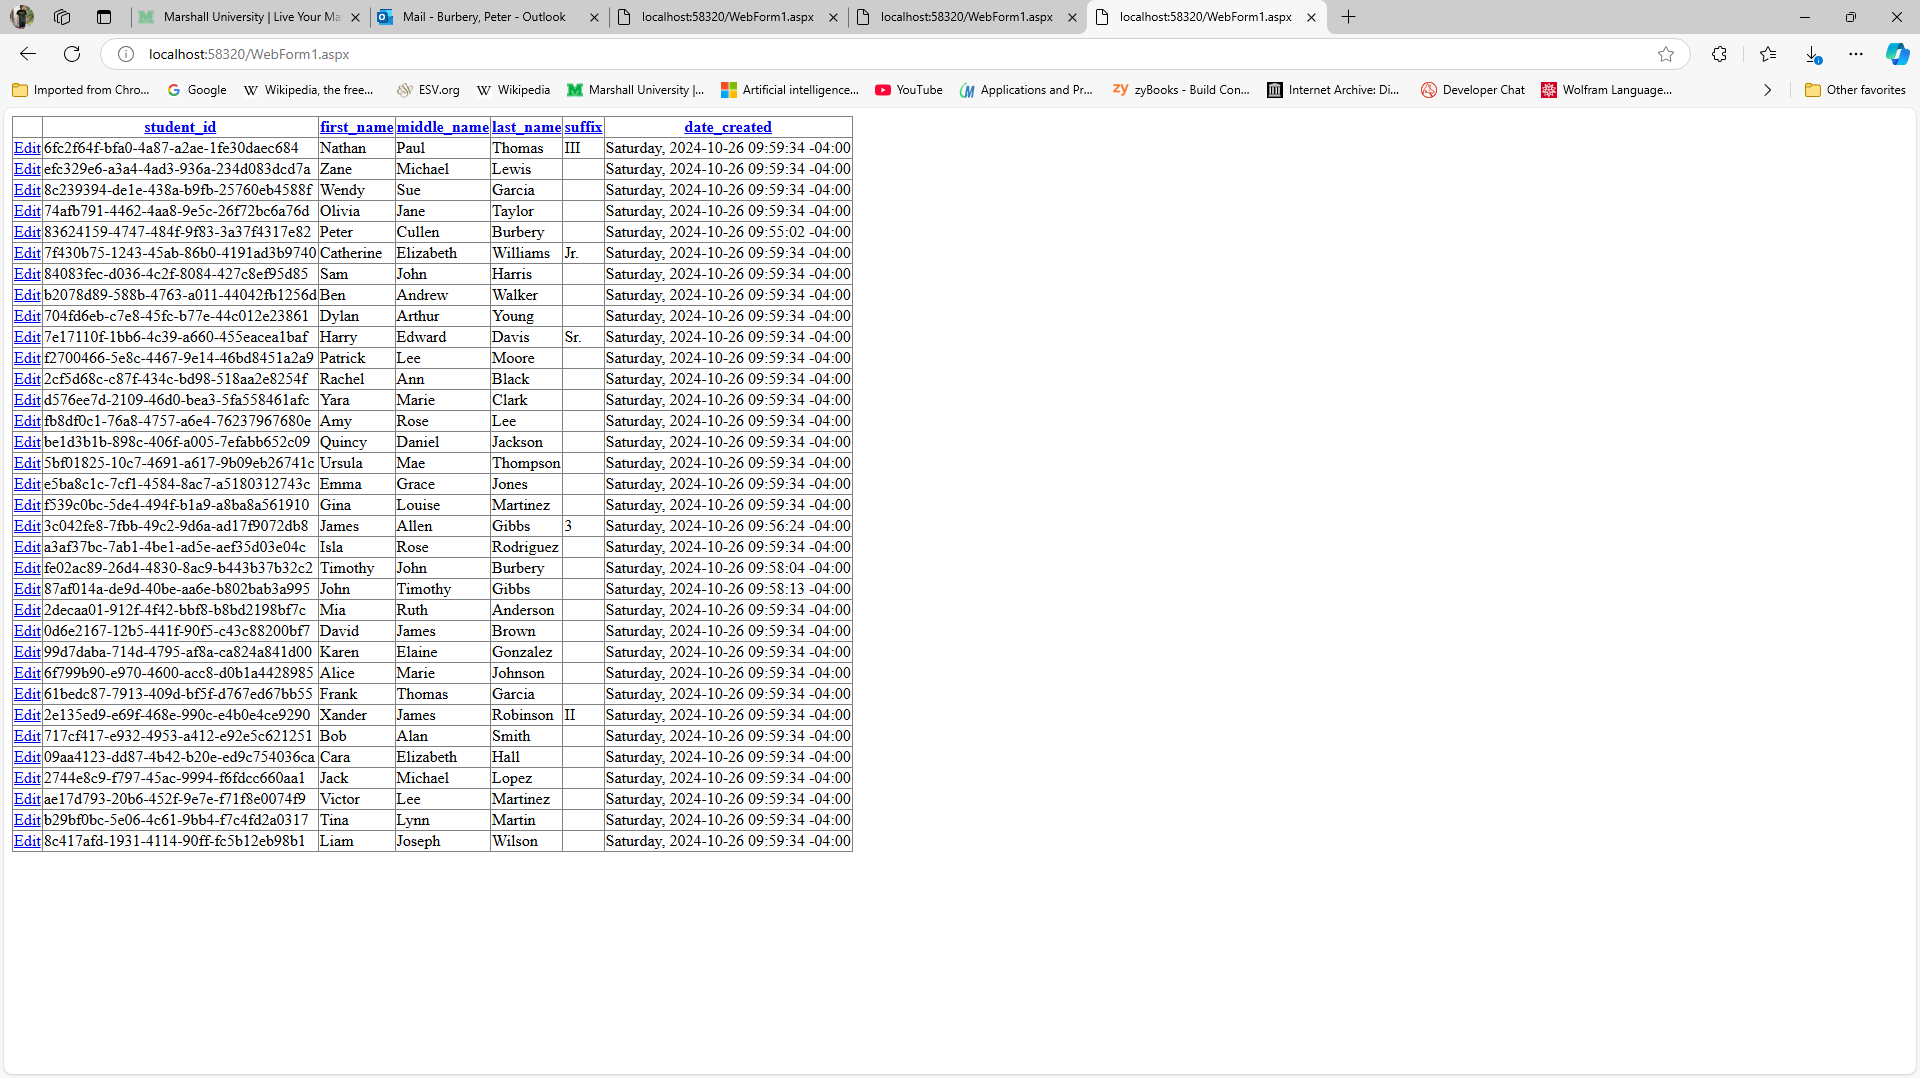 Marshall University | Live Your Ma
Mail - Burbery, Peter - Outlook
localhost:58320/WebForm1.aspx
localhost:58320/WebForm1.aspx
localhost:58320/WebForm1.aspx
localhost:58320/WebForm1.aspx
Imported from Chro... Google Wikipedia, the free... ESV.org Wikipedia Marshall University |... Artificial intelligence... YouTube Applications and Pr... zyBooks - Build Con... Internet Archive: Di... Developer Chat Wolfram Language... Other favorites
student_id first_name middle_name last_name suffix date_created
Edit 6fc2f64f-bfa0-4a87-a2ae-1fe30daec684 Nathan Paul Thomas III Saturday, 2024-10-26 09:59:34 -04:00
Edit efc329e6-a3a4-4ad3-936a-234d083dcd7a Zane Michael Lewis Saturday, 2024-10-26 09:59:34 -04:00
Edit 8c239394-de1e-438a-b9fb-25760eb4588f Wendy Sue Garcia Saturday, 2024-10-26 09:59:34 -04:00
Edit 74afb791-4462-4aa8-9e5c-26f72bc6a76d Olivia Jane Taylor Saturday, 2024-10-26 09:59:34 -04:00
Edit 83624159-4747-484f-9f83-3a37f4317e82 Peter Cullen Burbery Saturday, 2024-10-26 09:55:02 -04:00
Edit 7f430b75-1243-45ab-86b0-4191ad3b9740 Catherine Elizabeth Williams Jr. Saturday, 2024-10-26 09:59:34 -04:00
Edit 84083fec-d036-4c2f-8084-427c8ef95d85 Sam John Harris Saturday, 2024-10-26 09:59:34 -04:00
Edit b2078d89-588b-4763-a011-44042fb1256d Ben Andrew Walker Saturday, 2024-10-26 09:59:34 -04:00
Edit 704fd6eb-c7e8-45fc-b77e-44c012e23861 Dylan Arthur Young Saturday, 2024-10-26 09:59:34 -04:00
Edit 7e17110f-1bb6-4c39-a660-455eacea1baf Harry Edward Davis Sr. Saturday, 2024-10-26 09:59:34 -04:00
Edit f2700466-5e8c-4467-9e14-46bd8451a2a9 Patrick Lee Moore Saturday, 2024-10-26 09:59:34 -04:00
Edit 2cf5d68c-c87f-434c-bd98-518aa2e8254f Rachel Ann Black Saturday, 2024-10-26 09:59:34 -04:00
Edit d576ee7d-2109-46d0-bea3-5fa558461afc Yara Marie Clark Saturday, 2024-10-26 09:59:34 -04:00
Edit fb8df0c1-76a8-4757-a6e4-76237967680e Amy Rose Lee Saturday, 2024-10-26 09:59:34 -04:00
Edit be1d3b1b-898c-406f-a005-7efabb652c09 Quincy Daniel Jackson Saturday, 2024-10-26 09:59:34 -04:00
Edit 5bf01825-10c7-4691-a617-9b09eb26741c Ursula Mae Thompson Saturday, 2024-10-26 09:59:34 -04:00
Edit e5ba8c1c-7cf1-4584-8ac7-a5180312743c Emma Grace Jones Saturday, 2024-10-26 09:59:34 -04:00
Edit f539c0bc-5de4-494f-b1a9-a8ba8a561910 Gina Louise Martinez Saturday, 2024-10-26 09:59:34 -04:00
Edit 3c042fe8-7fbb-49c2-9d6a-ad17f9072db8 James Allen Gibbs 3 Saturday, 2024-10-26 09:56:24 -04:00
Edit a3af37bc-7ab1-4be1-ad5e-aef35d03e04c Isla Rose Rodriguez Saturday, 2024-10-26 09:59:34 -04:00
Edit fe02ac89-26d4-4830-8ac9-b443b37b32c2 Timothy John Burbery Saturday, 2024-10-26 09:58:04 -04:00
Edit 87af014a-de9d-40be-aa6e-b802bab3a995 John Timothy Gibbs Saturday, 2024-10-26 09:58:13 -04:00
Edit 2decaa01-912f-4f42-bbf8-b8bd2198bf7c Mia Ruth Anderson Saturday, 2024-10-26 09:59:34 -04:00
Edit 0d6e2167-12b5-441f-90f5-c43c88200bf7 David James Brown Saturday, 2024-10-26 09:59:34 -04:00
Edit 99d7daba-714d-4795-af8a-ca824a841d00 Karen Elaine Gonzalez Saturday, 2024-10-26 09:59:34 -04:00
Edit 6f799b90-e970-4600-acc8-d0b1a4428985 Alice Marie Johnson Saturday, 2024-10-26 09:59:34 -04:00
Edit 61bedc87-7913-409d-bf5f-d767ed67bb55 Frank Thomas Garcia Saturday, 2024-10-26 09:59:34 -04:00
Edit 2e135ed9-e69f-468e-990c-e4b0e4ce9290 Xander James Robinson II Saturday, 2024-10-26 09:59:34 -04:00
Edit 717cf417-e932-4953-a412-e92e5c621251 Bob Alan Smith Saturday, 2024-10-26 09:59:34 -04:00
Edit 09aa4123-dd87-4b42-b20e-ed9c754036ca Cara Elizabeth Hall Saturday, 2024-10-26 09:59:34 -04:00
Edit 2744e8c9-f797-45ac-9994-f6fdcc660aa1 Jack Michael Lopez Saturday, 2024-10-26 09:59:34 -04:00
Edit ae17d793-20b6-452f-9e7e-f71f8e0074f9 Victor Lee Martinez Saturday, 2024-10-26 09:59:34 -04:00
Edit b29bf0bc-5e06-4c61-9bb4-f7c4fd2a0317 Tina Lynn Martin Saturday, 2024-10-26 09:59:34 -04:00
Edit 8c417afd-1931-4114-90ff-fc5b12eb98b1 Liam Joseph Wilson Saturday, 2024-10-26 09:59:34 -04:00